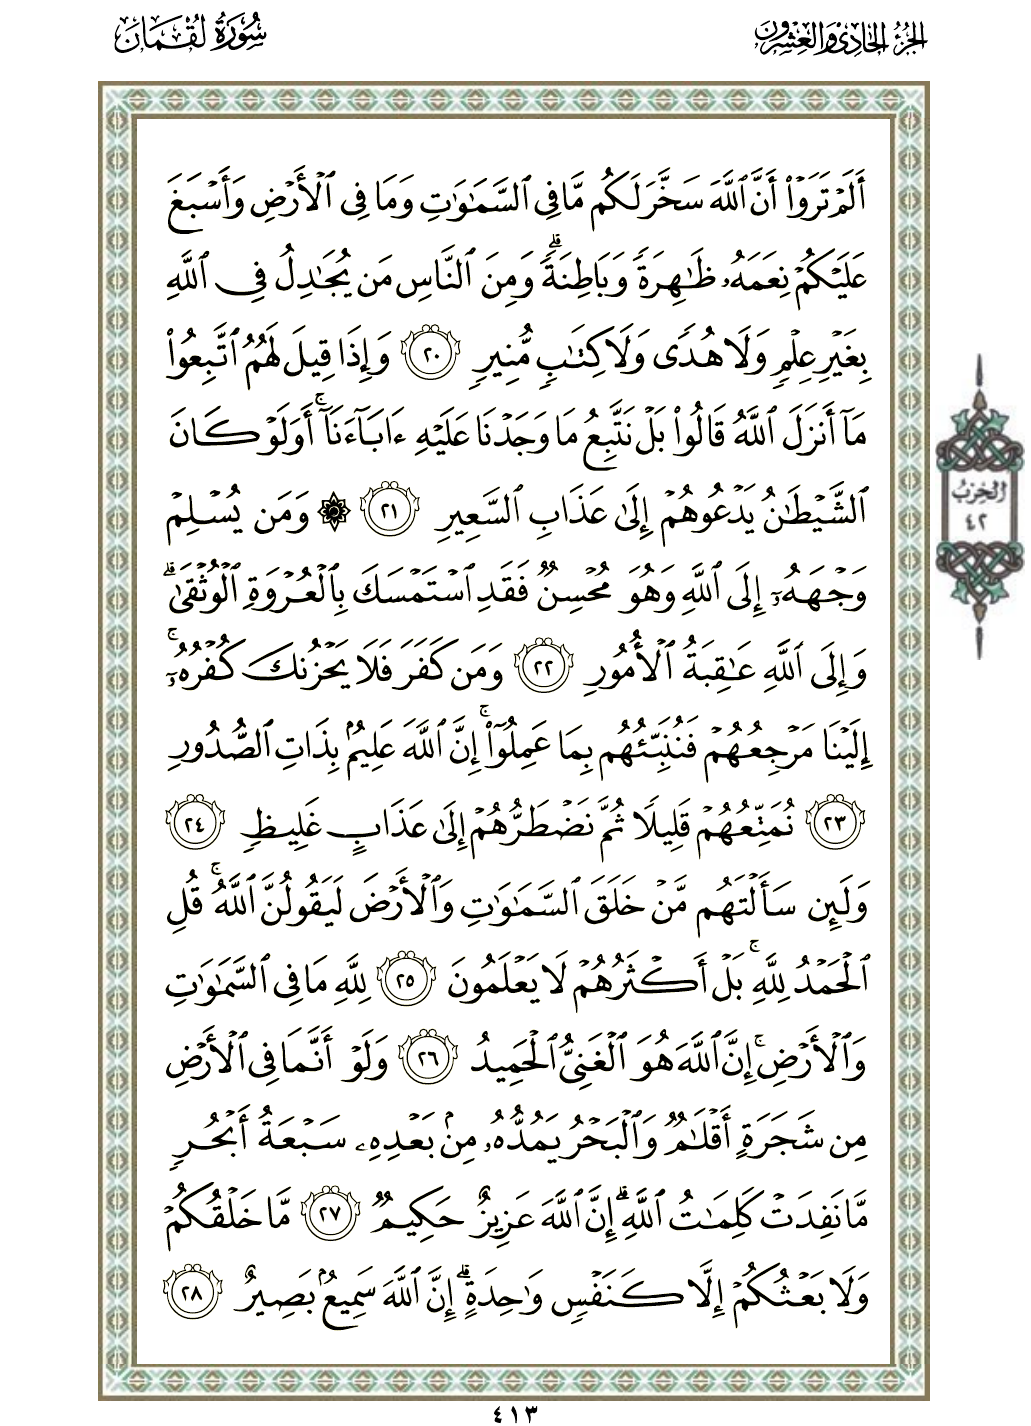 الجزء الحادي والعشرون
سورة لقمان
أَلَمْ تَرَوْاْ أَنَّ ٱللَّهَ سَخَّرَ لَكُم مَّا فِى ٱلسَّمَٰوَٰتِ وَمَا فِى ٱلْأَرْضِ وَأَسْبَغَ
عَلَيْكُمْ نِعَمَهُۥ ظَٰهِرَةً وَبَاطِنَةً ۗ وَمِنَ ٱلنَّاسِ مَن يُجَٰدِلُ فِى ٱللَّهِ
بِغَيْرِ عِلْمٍ وَلَا هُدًى وَلَا كِتَٰبٍ مُّنِيرٍ ٢٠ وَإِذَا قِيلَ لَهُمُ ٱتَّبِعُواْ
مَآ أَنزَلَ ٱللَّهُ قَالُواْ بَلْ نَتَّبِعُ مَا وَجَدْنَا عَلَيْهِ ءَابَآءَنَآ ۚ أَوَلَوْ كَانَ
ٱلشَّيْطَٰنُ يَدْعُوهُمْ إِلَىٰ عَذَابِ ٱلسَّعِيرِ ٢١ ۞ وَمَن يُسْلِمْ
وَجْهَهُۥٓ إِلَى ٱللَّهِ وَهُوَ مُحْسِنٌ فَقَدِ ٱسْتَمْسَكَ بِٱلْعُرْوَةِ ٱلْوُثْقَىٰ ۗ
وَإِلَى ٱللَّهِ عَٰقِبَةُ ٱلْأُمُورِ ٢٢ وَمَن كَفَرَ فَلَا يَحْزُنكَ كُفْرُهُۥٓ ۚ
إِلَيْنَا مَرْجِعُهُمْ فَنُنَبِّئُهُم بِمَا عَمِلُوٓاْ ۚ إِنَّ ٱللَّهَ عَلِيمٌۢ بِذَاتِ ٱلصُّدُورِ
٢٣ نُمَتِّعُهُمْ قَلِيلًا ثُمَّ نَضْطَرُّهُمْ إِلَىٰ عَذَابٍ غَلِيظٍ ٢٤
وَلَئِن سَأَلْتَهُم مَّنْ خَلَقَ ٱلسَّمَٰوَٰتِ وَٱلْأَرْضَ لَيَقُولُنَّ ٱللَّهُ ۚ قُلِ
ٱلْحَمْدُ لِلَّهِ ۚ بَلْ أَكْثَرُهُمْ لَا يَعْلَمُونَ ٢٥ لِلَّهِ مَا فِى ٱلسَّمَٰوَٰتِ
وَٱلْأَرْضِ ۚ إِنَّ ٱللَّهَ هُوَ ٱلْغَنِىُّ ٱلْحَمِيدُ ٢٦ وَلَوْ أَنَّمَا فِى ٱلْأَرْضِ
مِن شَجَرَةٍ أَقْلَٰمٌ وَٱلْبَحْرُ يَمُدُّهُۥ مِنۢ بَعْدِهِۦ سَبْعَةُ أَبْحُرٍ
مَّا نَفِدَتْ كَلِمَٰتُ ٱللَّهِ ۗ إِنَّ ٱللَّهَ عَزِيزٌ حَكِيمٌ ٢٧ مَّا خَلْقُكُمْ
وَلَا بَعْثُكُمْ إِلَّا كَنَفْسٍ وَٰحِدَةٍ ۗ إِنَّ ٱللَّهَ سَمِيعٌۢ بَصِيرٌ ٢٨
الحزب
٤٢
٤١٣